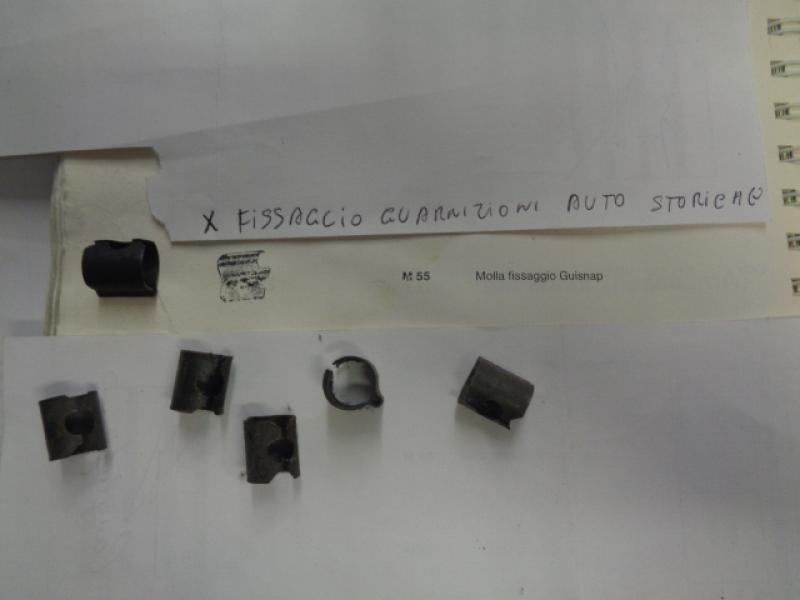 X FISSAGGIO GUARNIZIONI AUTO STORICHE
M 55 Molla fissaggio Guisnap